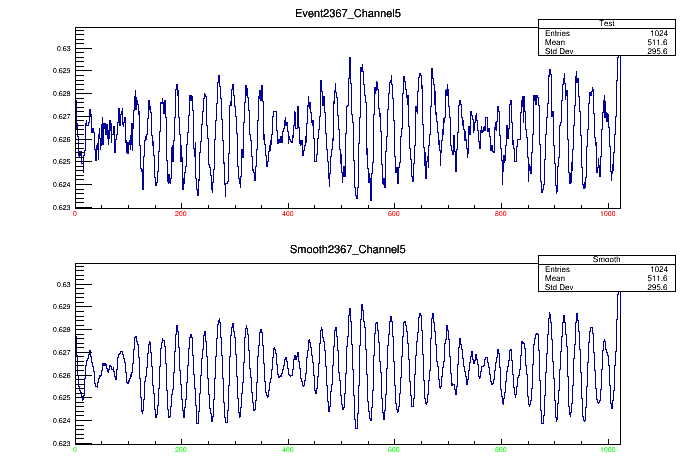 Event2367_Channel5
Test
Entries 1024
Mean 511.6
Std Dev 295.6
0.63
0.629
0.628
0.627
0.626
0.625
0.624
0.623
0 200 400 600 800 1000
Smooth2367_Channel5
Smooth
Entries 1024
Mean 511.6
Std Dev 295.6
0.63
0.629
0.628
0.627
0.626
0.625
0.624
0.623
0 200 400 600 800 1000